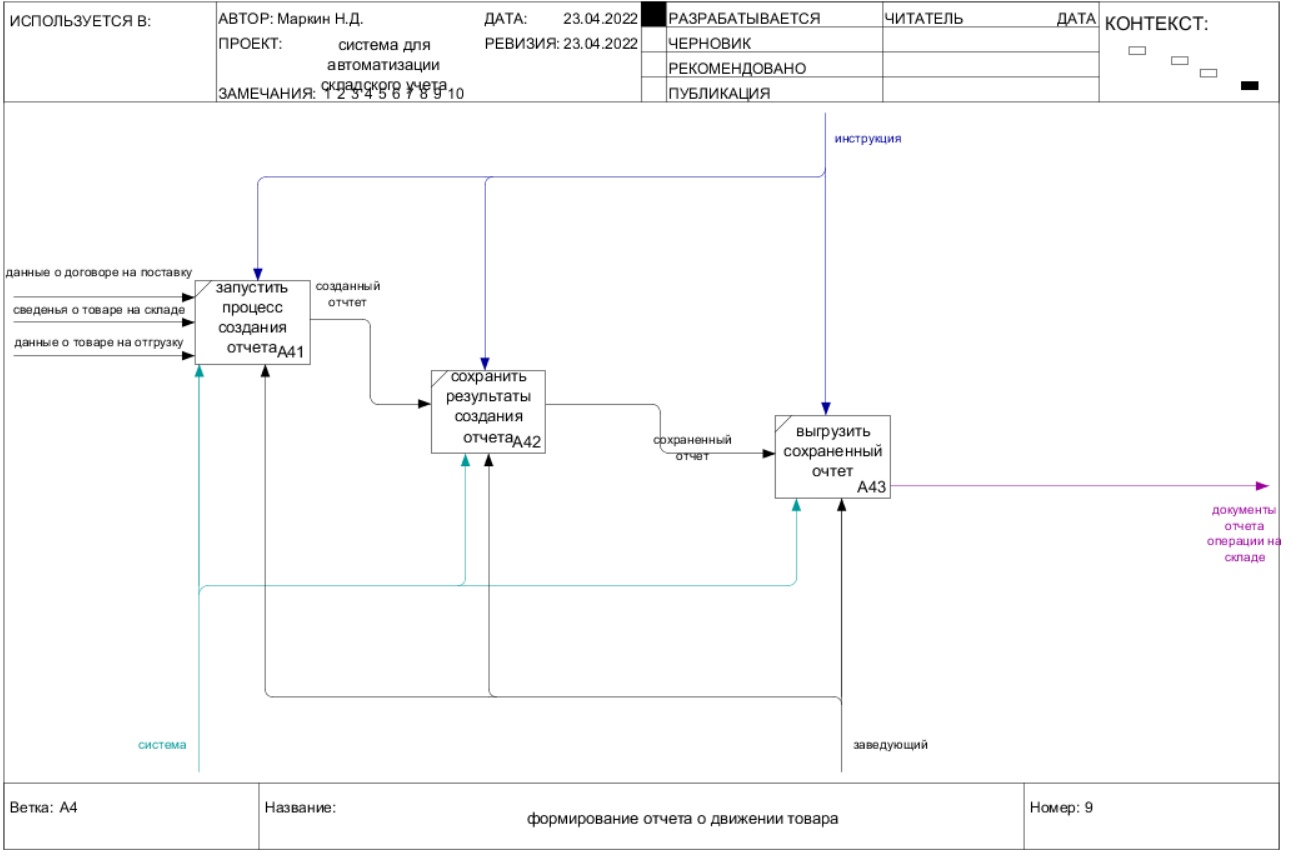 ИСПОЛЬЗУЕТСЯ В:
АВТОР: Маркин Н.Д.
ДАТА: 23.04.2022
ПРОЕКТ: система для
автоматизации
складского учета
РЕВИЗИЯ: 23.04.2022
ЗАМЕЧАНИЯ: 1 2 3 4 5 6 7 8 9 10
РАЗРАБАТЫВАЕТСЯ
ЧЕРНОВИК
РЕКОМЕНДОВАНО
ПУБЛИКАЦИЯ
ЧИТАТЕЛЬ ДАТА
КОНТЕКСТ:
инструкция
данные о договоре на поставку
сведенья о товаре на складе
данные о товаре на отгрузку
запустить
процесс
создания
отчета
A41
созданный
отчтет
сохранить
результаты
создания
отчета
A42
сохраненный
отчет
выгрузить
сохраненный
очтет
A43
документы
отчета
операции на
складе
система
заведующий
Ветка: A4
Название:
формирование отчета о движении товара
Номер: 9